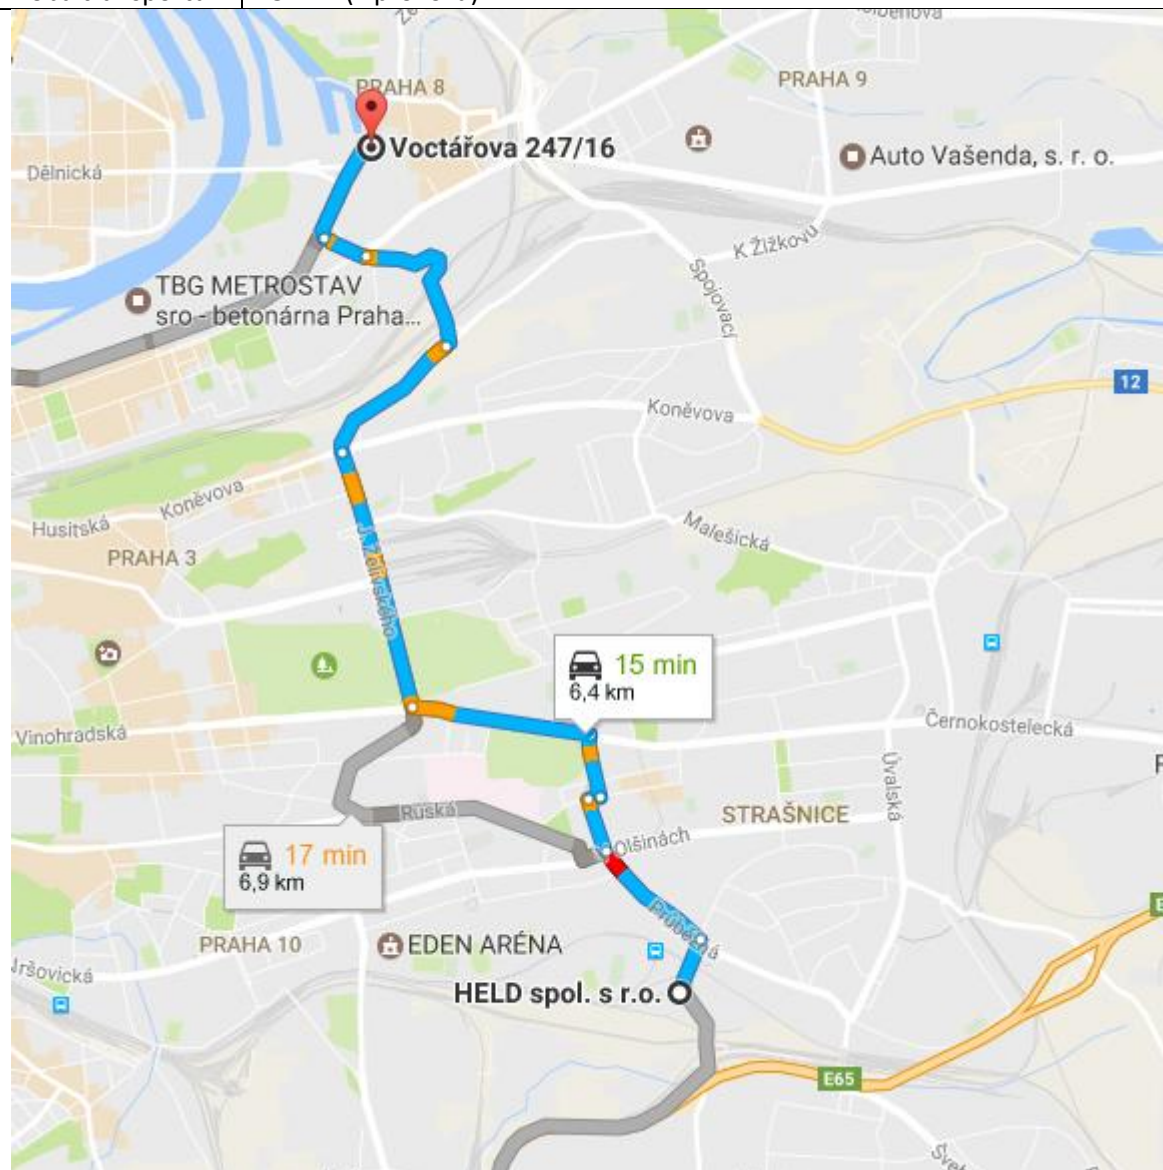 PRAHA 8
PRAHA 9
Voctářova 247/16
Auto Vašenda, s. r. o.
Dělnická
K Žižkovu
Spojovací
TBG METROSTAV
sro - betonárna Praha...
12
Koněvova
Koněvova
Husitská
Malešická
PRAHA 3
J. Želivského
15 min
6,4 km
Vinohradská
Černokostelecká
Úvalská
Ruská
STRAŠNICE
Olšinách
17 min
6,9 km
Průběžná
PRAHA 10
EDEN ARÉNA
HELD spol. s r.o.
E65